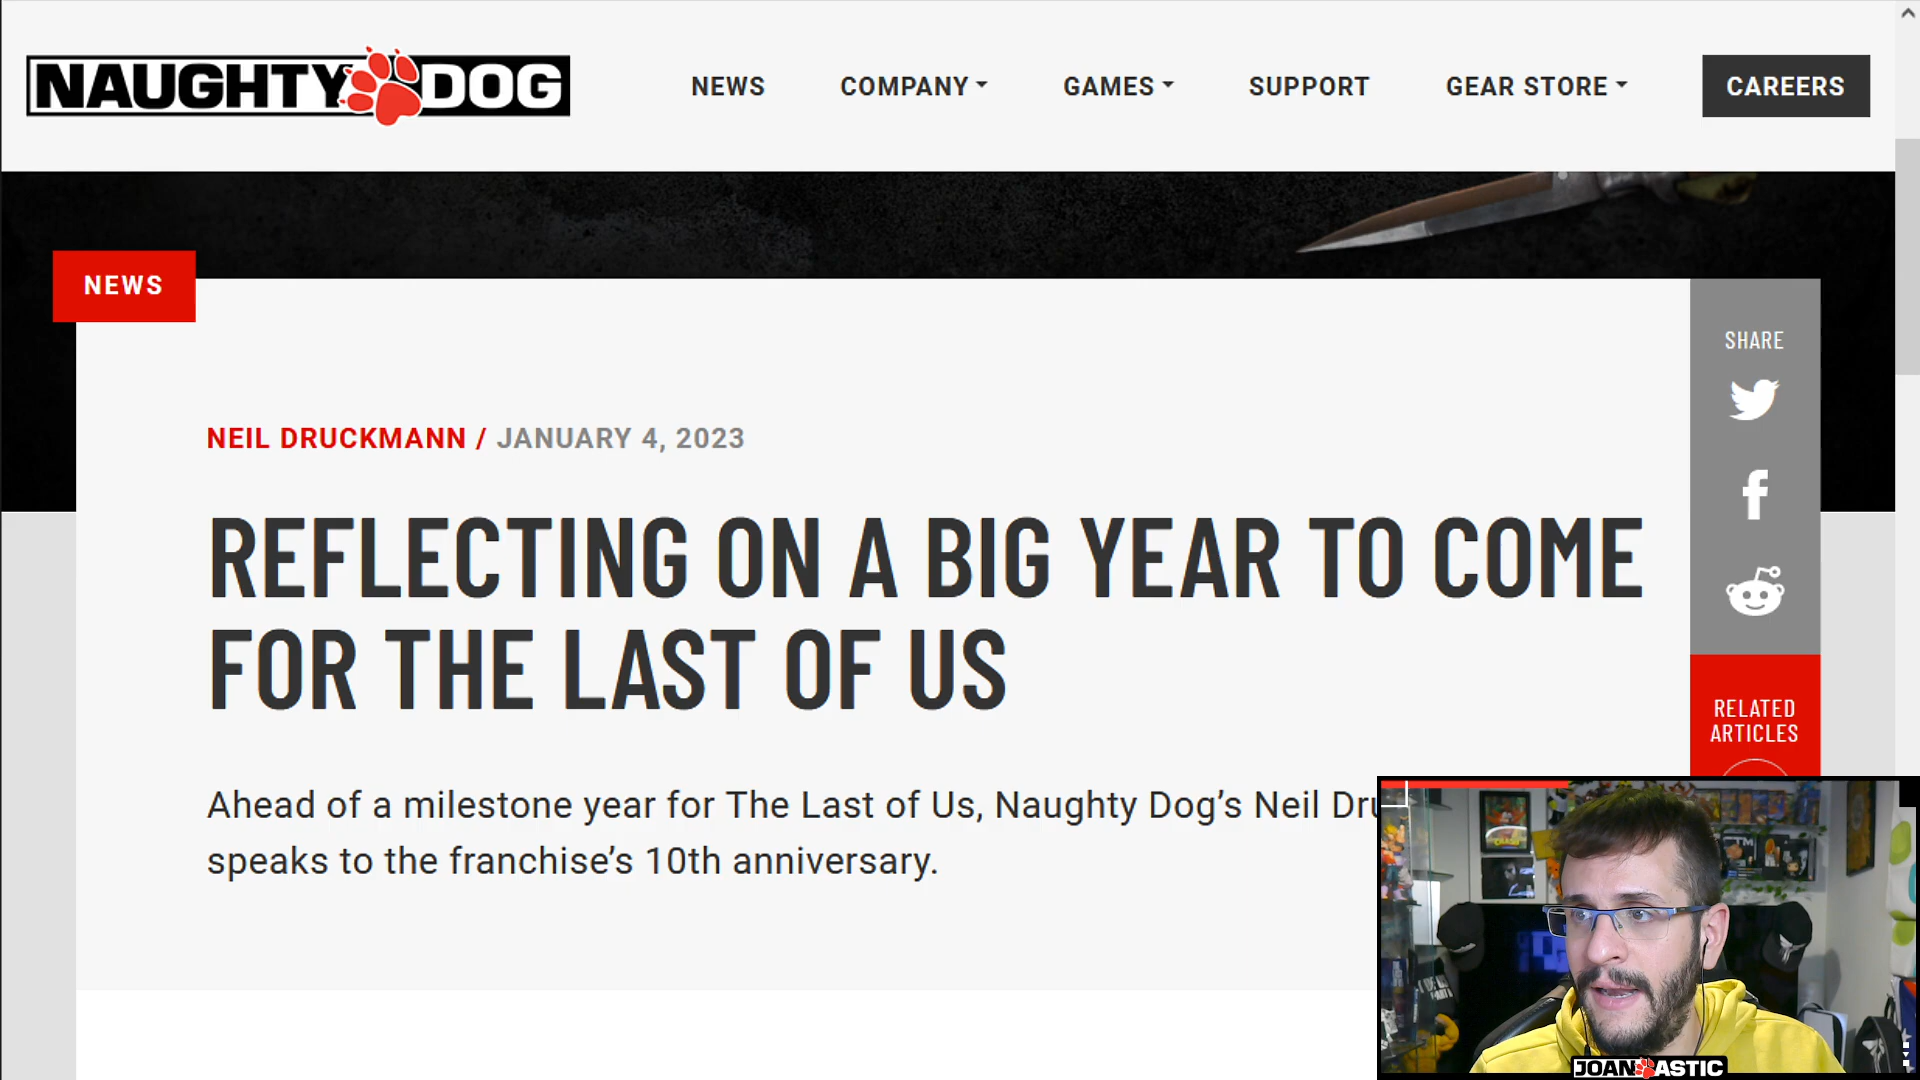 NAUGHTY DOG
NEWS
COMPANY
GAMES
SUPPORT
GEAR STORE
CAREERS
NEWS
NEIL DRUCKMANN / JANUARY 4, 2023
REFLECTING ON A BIG YEAR TO COME
FOR THE LAST OF US
Ahead of a milestone year for The Last of Us, Naughty Dog’s Neil Dru
speaks to the franchise’s 10th anniversary.
SHARE
RELATED
ARTICLES
JOANTASTIC